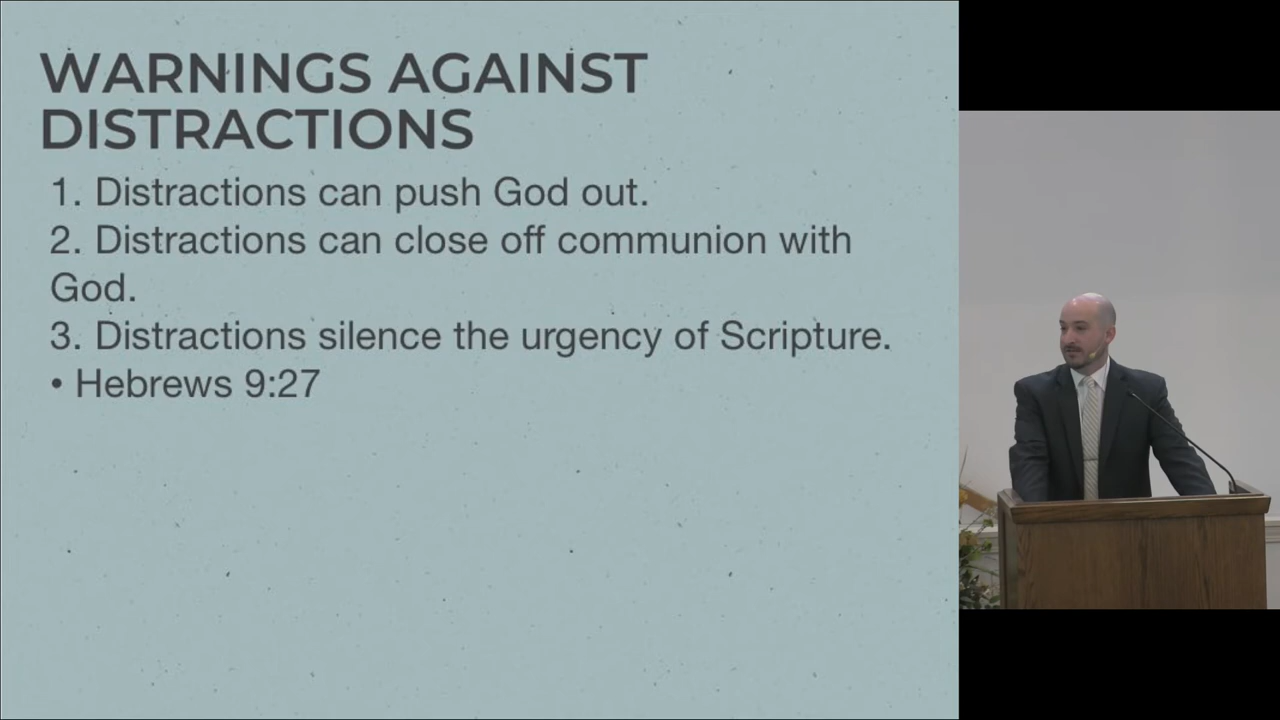 WARNINGS AGAINST
DISTRACTIONS
1. Distractions can push God out.
2. Distractions can close off communion with
God.
3. Distractions silence the urgency of Scripture.
• Hebrews 9:27